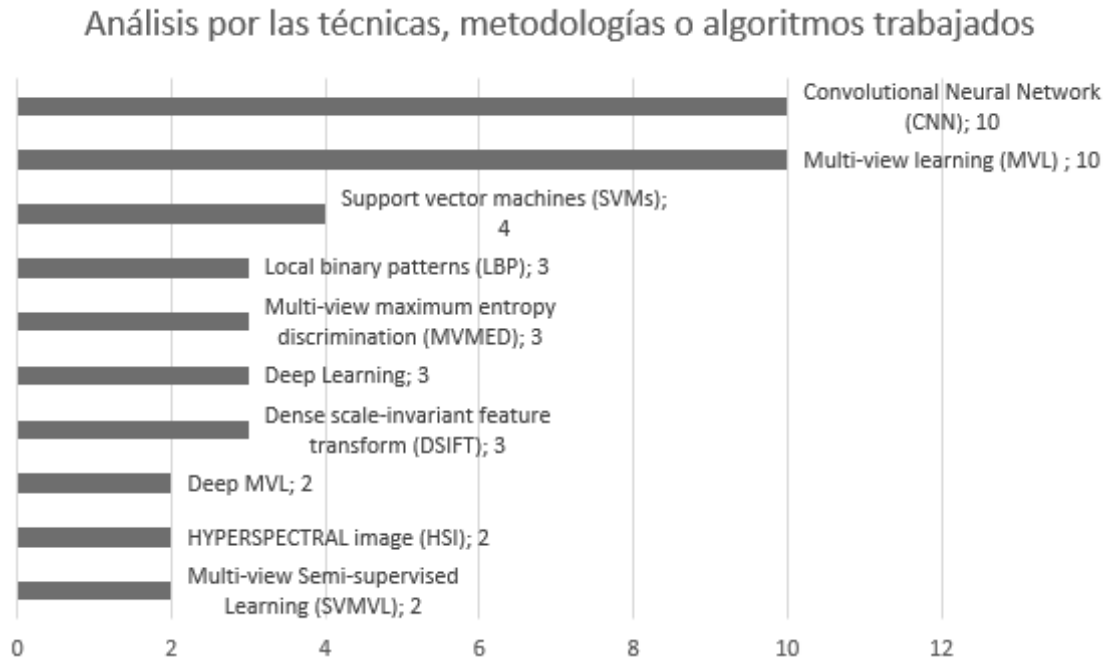 Análisis por las técnicas, metodologías o algoritmos trabajados
Convolutional Neural Network
(CNN); 10
Multi-view learning (MVL) ; 10
Support vector machines (SVMs);
4
Local binary patterns (LBP); 3
Multi-view maximum entropy
discrimination (MVMED); 3
Deep Learning; 3
Dense scale-invariant feature
transform (DSIFT); 3
Deep MVL; 2
HYPERSPECTRAL image (HSI); 2
Multi-view Semi-supervised
Learning (SVMVL); 2
0 2 4 6 8 10 12